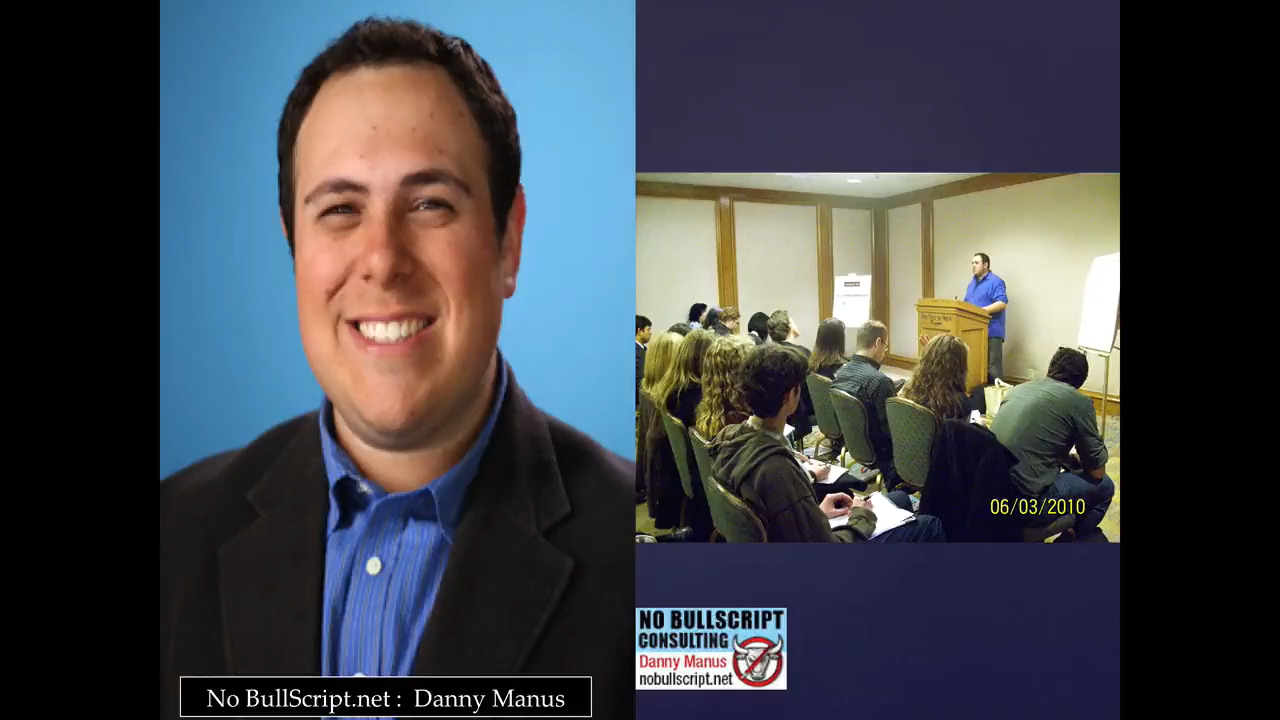 06/03/2010
NO BULLSCRIPT
CONSULTING
Danny Manus
nobullscript.net
No BullScript.net : Danny Manus